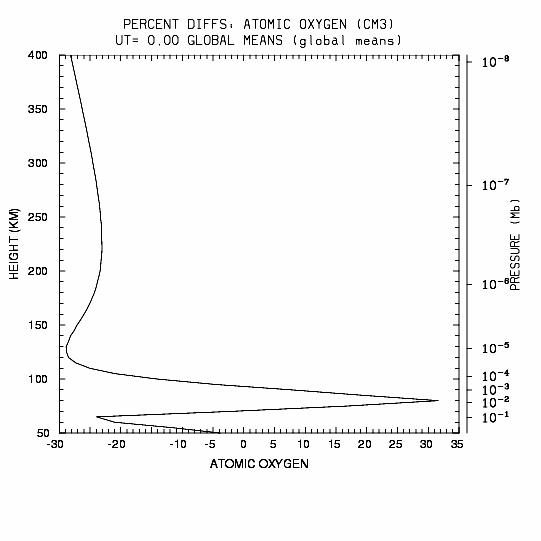 PERCENT DIFFS: ATOMIC OXYGEN (CM3)
UT= 0.00 GLOBAL MEANS (global means)
400
350
300
250
200
150
100
50
HEIGHT (KM)
-30 -20 -10 -5 0 5 10 15 20 25 30 35
ATOMIC OXYGEN
10⁻⁸
10⁻⁷
10⁻⁶
10⁻⁵
10⁻⁴
10⁻³
10⁻²
10⁻¹
PRESSURE (Mb)